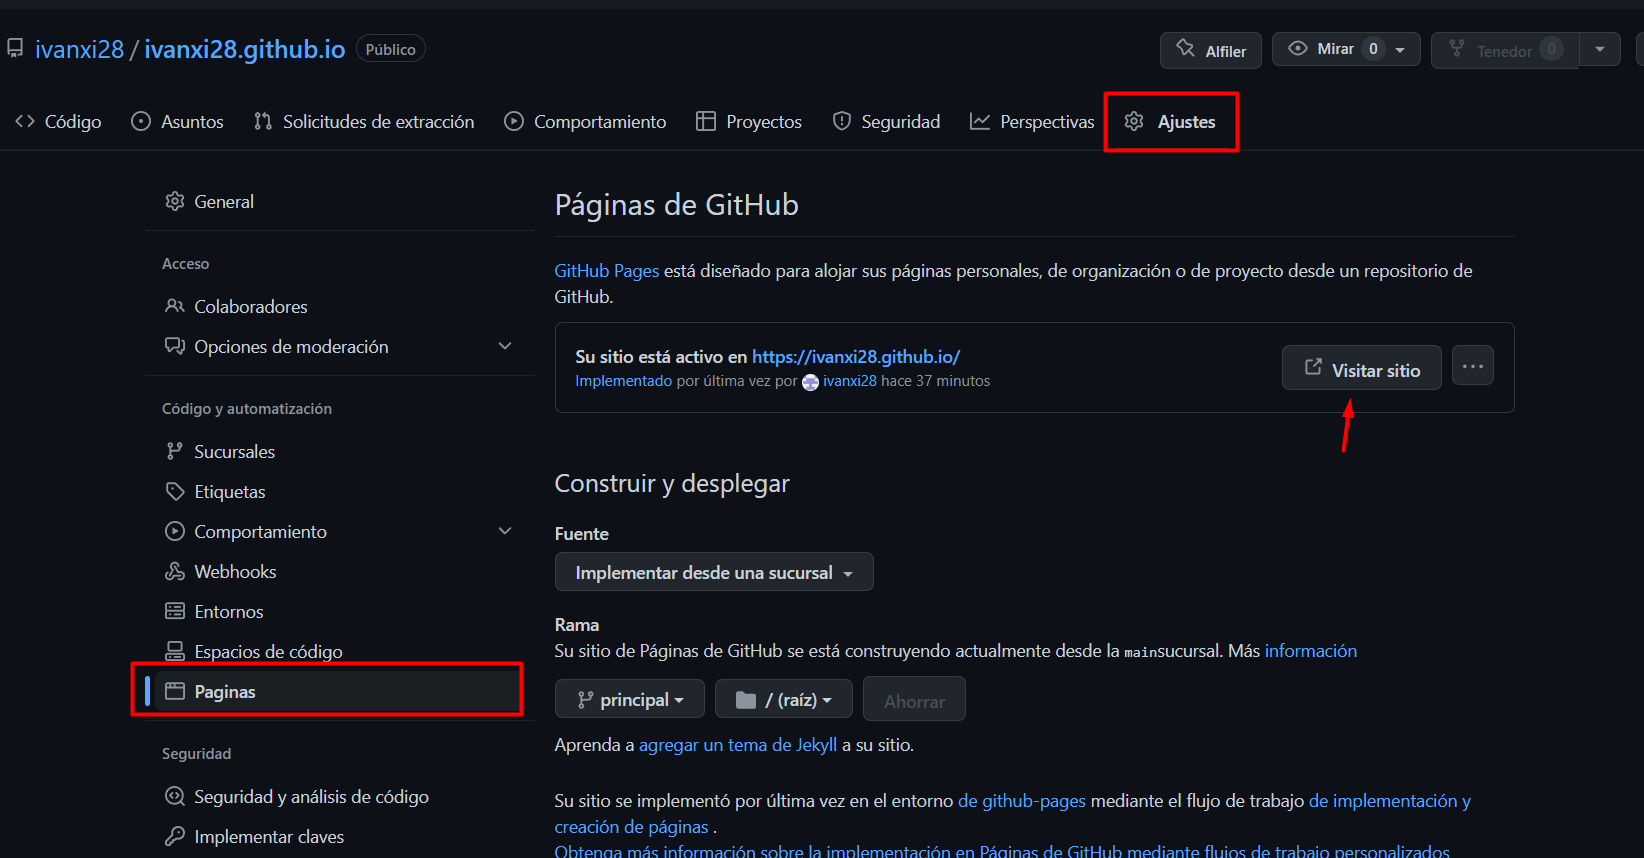 ivanxi28 / ivanxi28.github.io Público
Alfiler Mirar 0 Tenedor 0
Código Asuntos Solicitudes de extracción Comportamiento Proyectos Seguridad Perspectivas Ajustes
General
Acceso
Colaboradores
Opciones de moderación
Código y automatización
Sucursales
Etiquetas
Comportamiento
Webhooks
Entornos
Espacios de código
Paginas
Seguridad
Seguridad y análisis de código
Implementar claves
Páginas de GitHub
GitHub Pages está diseñado para alojar sus páginas personales, de organización o de proyecto desde un repositorio de
GitHub.
Su sitio está activo en https://ivanxi28.github.io/
Implementado por última vez por ivanxi28 hace 37 minutos
Visitar sitio
Construir y desplegar
Fuente
Implementar desde una sucursal
Rama
Su sitio de Páginas de GitHub se está construyendo actualmente desde la mainsucursal. Más información
principal / (raíz) Ahorrar
Aprenda a agregar un tema de Jekyll a su sitio.
Su sitio se implementó por última vez en el entorno de github-pages mediante el flujo de trabajo de implementación y
creación de páginas .
Obtenga más información sobre la implementación en Páginas de GitHub mediante flujos de trabajo personalizados